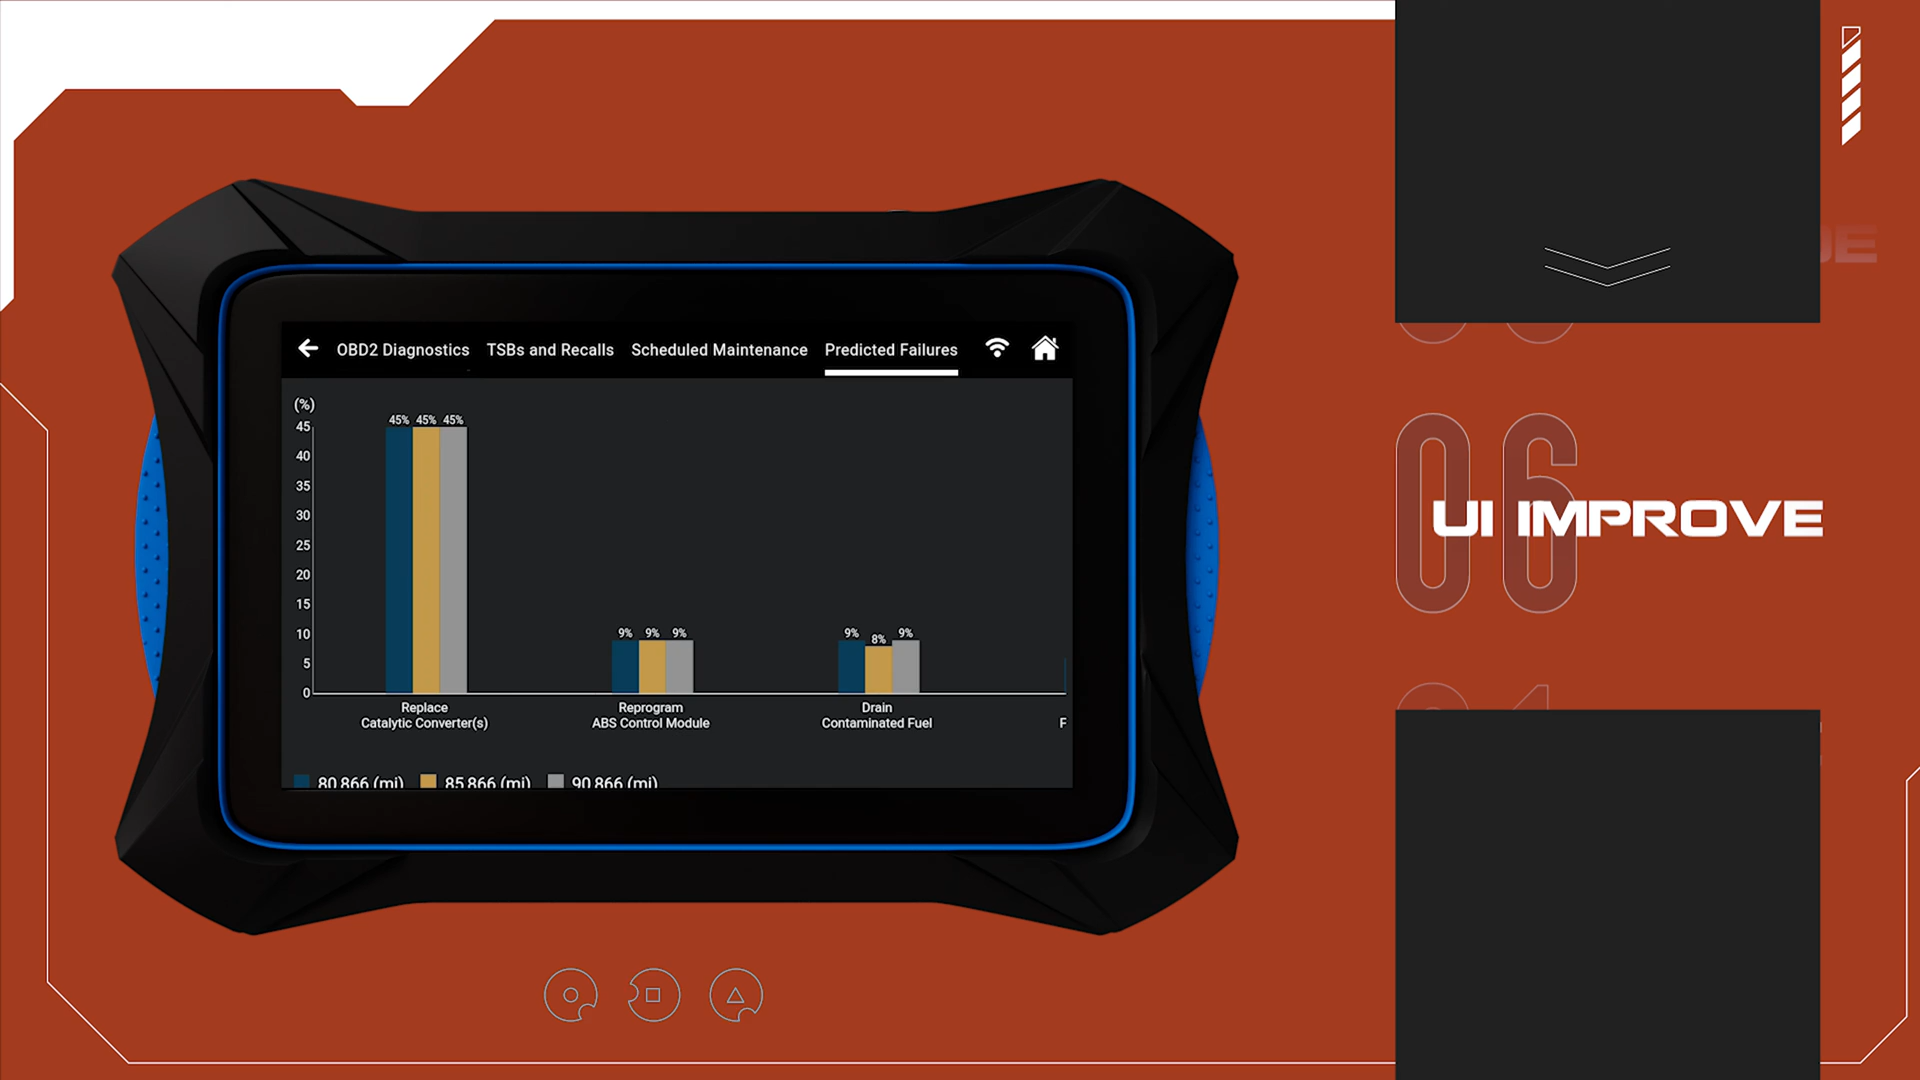 OBD2 Diagnostics TSBs and Recalls Scheduled Maintenance Predicted Failures
(%)
45
40
35
30
25
20
15
10
5
0
45% 45% 45%
9% 9% 9%
9% 8% 9%
Replace
Catalytic Converter(s)
Reprogram
ABS Control Module
Drain
Contaminated Fuel
F
80,866 (mi) 85,866 (mi) 90,866 (mi)
06
UI IMPROVE